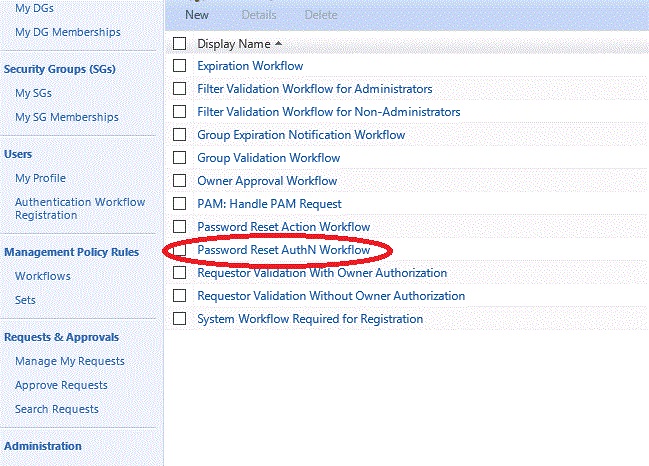 My DGs
My DG Memberships
Security Groups (SGs)
My SGs
My SG Memberships
Users
My Profile
Authentication Workflow
Registration
Management Policy Rules
Workflows
Sets
Requests & Approvals
Manage My Requests
Approve Requests
Search Requests
Administration
New Details Delete
Display Name
Expiration Workflow
Filter Validation Workflow for Administrators
Filter Validation Workflow for Non-Administrators
Group Expiration Notification Workflow
Group Validation Workflow
Owner Approval Workflow
PAM: Handle PAM Request
Password Reset Action Workflow
Password Reset AuthN Workflow
Requestor Validation With Owner Authorization
Requestor Validation Without Owner Authorization
System Workflow Required for Registration